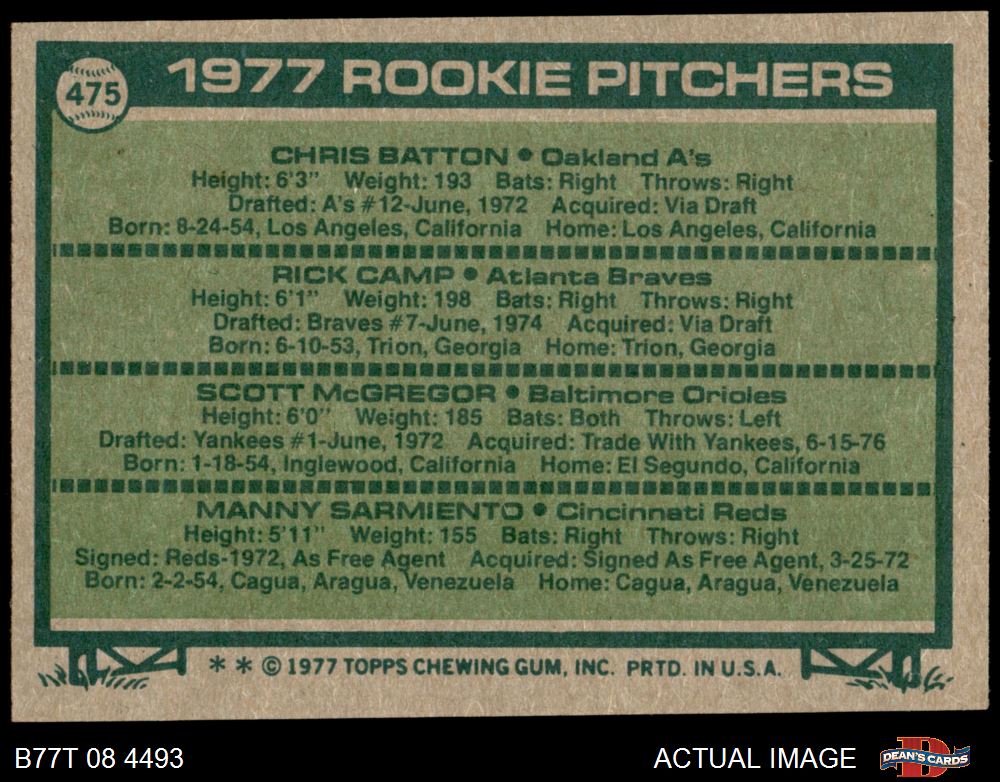 475
1977 ROOKIE PITCHERS
CHRIS BATTON • Oakland A's
Height: 6'3" Weight: 193 Bats: Right Throws: Right
Drafted: A's #12-June, 1972 Acquired: Via Draft
Born: 8-24-54, Los Angeles, California Home: Los Angeles, California
RICK CAMP • Atlanta Braves
Height: 6'1" Weight: 198 Bats: Right Throws: Right
Drafted: Braves #7-June, 1974 Acquired: Via Draft
Born: 6-10-53, Trion, Georgia Home: Trion, Georgia
SCOTT McGREGOR • Baltimore Orioles
Height: 6'0" Weight: 185 Bats: Both Throws: Left
Drafted: Yankees #1-June, 1972 Acquired: Trade With Yankees, 6-15-76
Born: 1-18-54, Inglewood, California Home: El Segundo, California
MANNY SARMIENTO • Cincinnati Reds
Height: 5'11" Weight: 155 Bats: Right Throws: Right
Signed: Reds-1972, As Free Agent Acquired: Signed As Free Agent, 3-25-72
Born: 2-2-54, Cagua, Aragua, Venezuela Home: Cagua, Aragua, Venezuela
** © 1977 TOPPS CHEWING GUM, INC. PRTD. IN U.S.A.
B77T 08 4493 ACTUAL IMAGE D DEAN'S CARDS